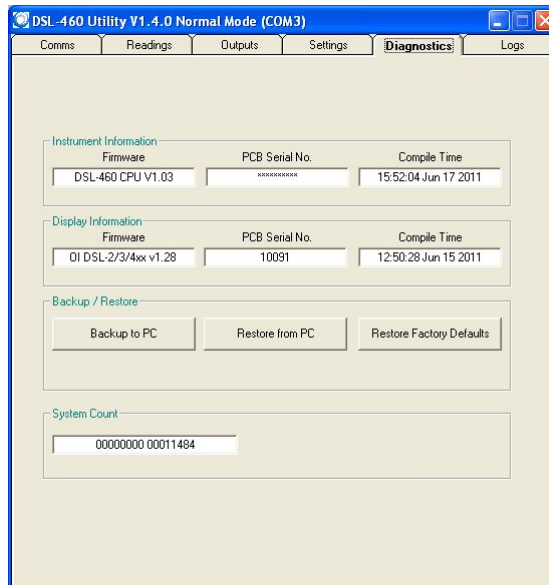 DSL-460 Utility V1.4.0 Normal Mode (COM3)
Comms Readings Outputs Settings Diagnostics Logs
Instrument Information
Firmware PCB Serial No. Compile Time
DSL-460 CPU V1.03 ×××××××××× 15:52:04 Jun 17 2011
Display Information
Firmware PCB Serial No. Compile Time
OI DSL-2/3/4xx v1.28 10091 12:50:28 Jun 15 2011
Backup / Restore
Backup to PC Restore from PC Restore Factory Defaults
System Count
00000000 00011484